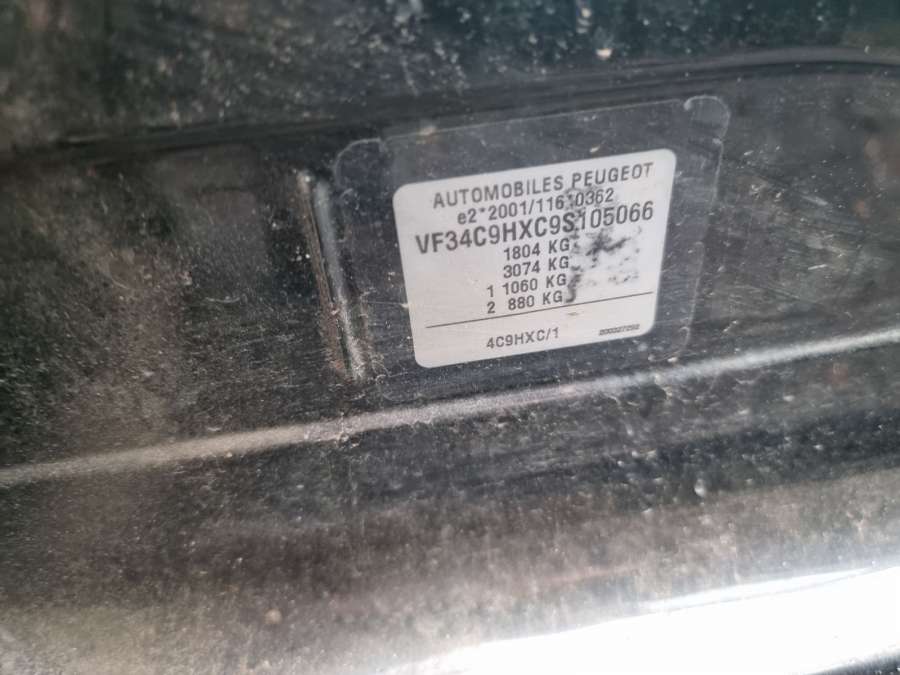 AUTOMOBILES PEUGEOT
e2*2001/116*0362
VF34C9HXC9S105066
1804 KG
3074 KG
1 1060 KG
2 880 KG
4C9HXC/1